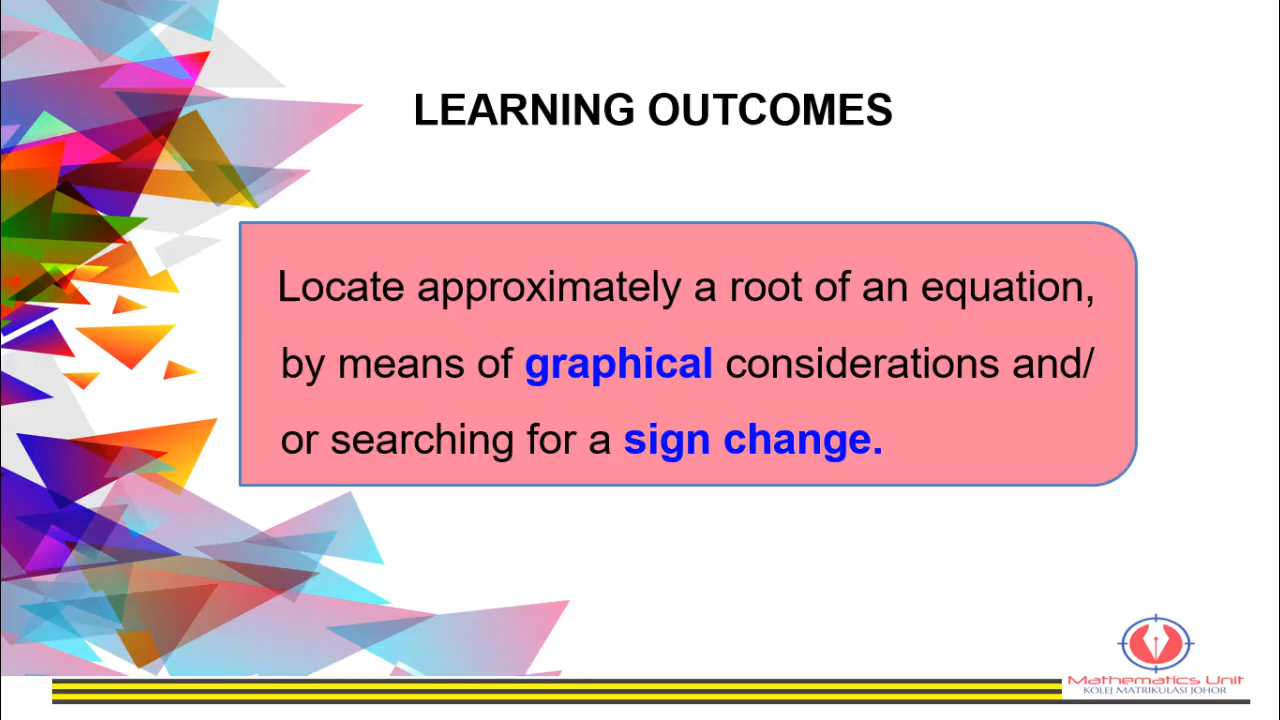 LEARNING OUTCOMES
Locate approximately a root of an equation,
by means of graphical considerations and/
or searching for a sign change.
Mathematics Unit
KOLEJ MATRIKULASI JOHOR